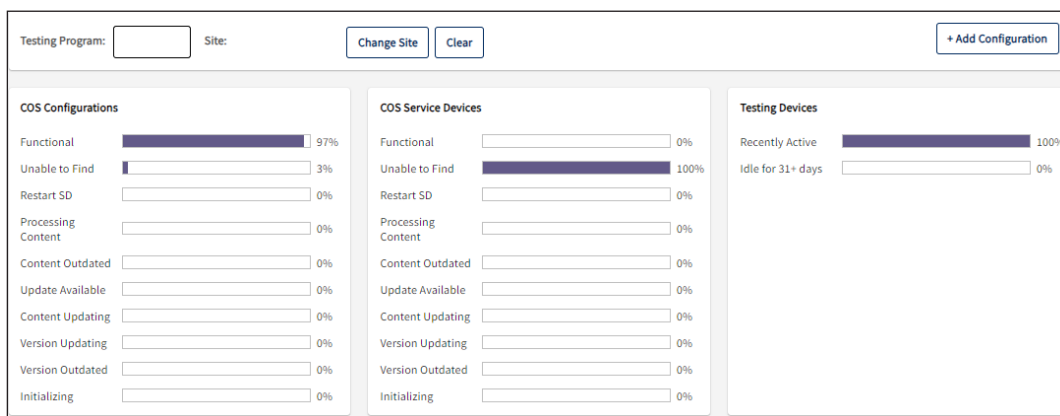 Testing Program: Site: Change Site Clear + Add Configuration
COS Configurations
Functional 97%
Unable to Find 3%
Restart SD 0%
Processing
Content 0%
Content Outdated 0%
Update Available 0%
Content Updating 0%
Version Updating 0%
Version Outdated 0%
Initializing 0%
COS Service Devices
Functional 0%
Unable to Find 100%
Restart SD 0%
Processing
Content 0%
Content Outdated 0%
Update Available 0%
Content Updating 0%
Version Updating 0%
Version Outdated 0%
Initializing 0%
Testing Devices
Recently Active 100%
Idle for 31+ days 0%